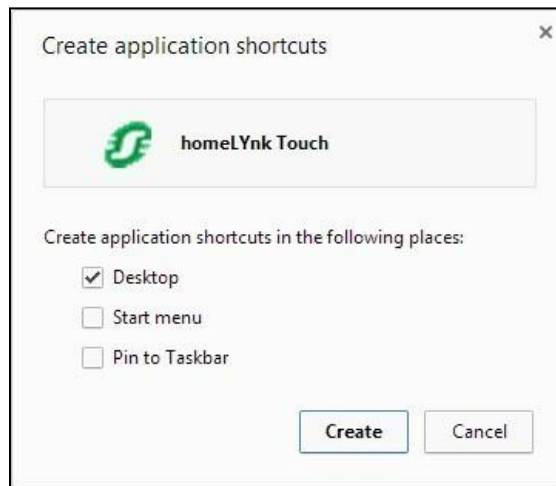 Create application shortcuts
homeLYnk Touch
Create application shortcuts in the following places:
Desktop
Start menu
Pin to Taskbar
Create Cancel